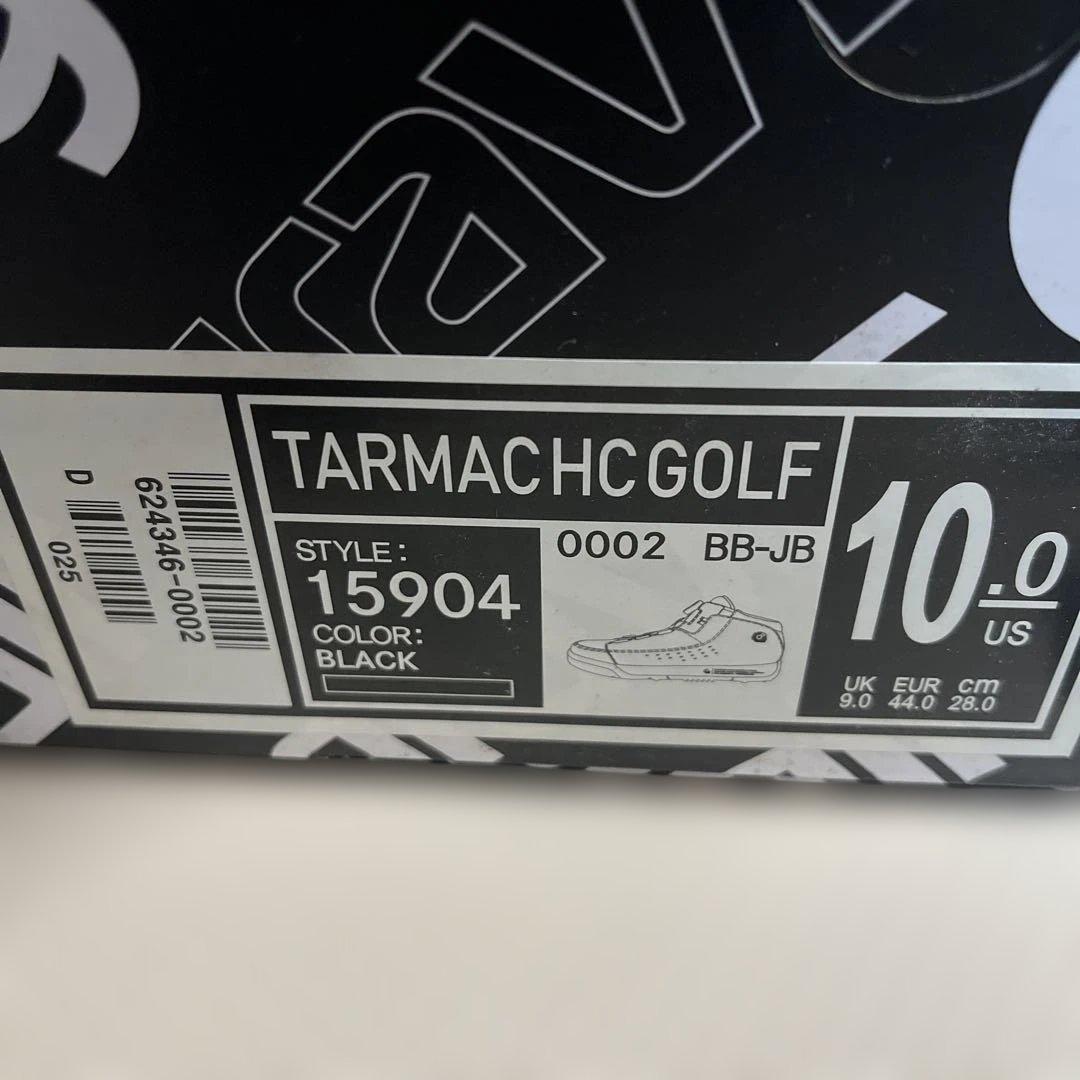 624346-0002
D
025
TARMAC HC GOLF
STYLE:
15904
COLOR:
BLACK
0002 BB-JB
10.0
US
UK EUR cm
9.0 44.0 28.0